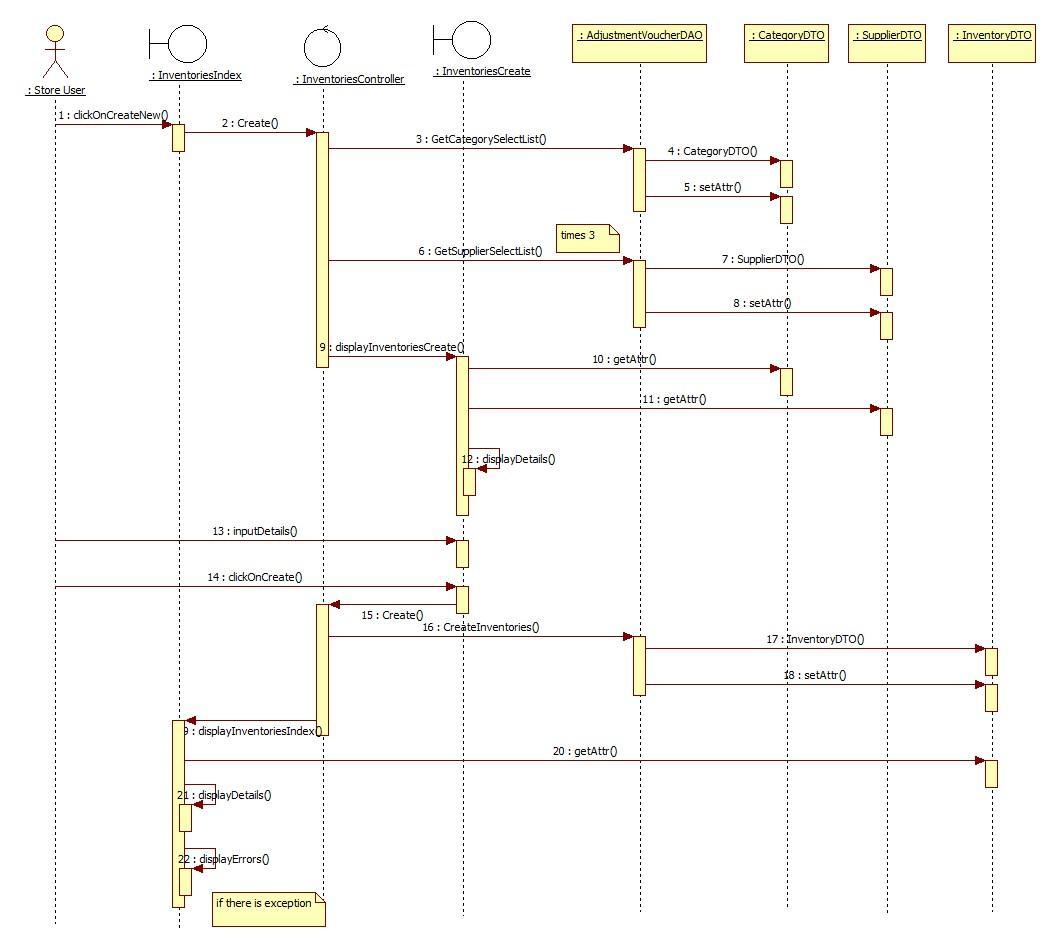 : AdjustmentVoucherDAO
: CategoryDTO
: SupplierDTO
: InventoryDTO
: InventoriesIndex
: InventoriesController
: InventoriesCreate
: Store User
1 : clickOnCreateNew()
2 : Create()
3 : GetCategorySelectList()
4 : CategoryDTO()
5 : setAttr()
times 3
6 : GetSupplierSelectList()
7 : SupplierDTO()
8 : setAttr()
9 : displayInventoriesCreate()
10 : getAttr()
11 : getAttr()
12 : displayDetails()
13 : inputDetails()
14 : clickOnCreate()
15 : Create()
16 : CreateInventories()
17 : InventoryDTO()
18 : setAttr()
9 : displayInventoriesIndex()
20 : getAttr()
21 : displayDetails()
22 : displayErrors()
if there is exception